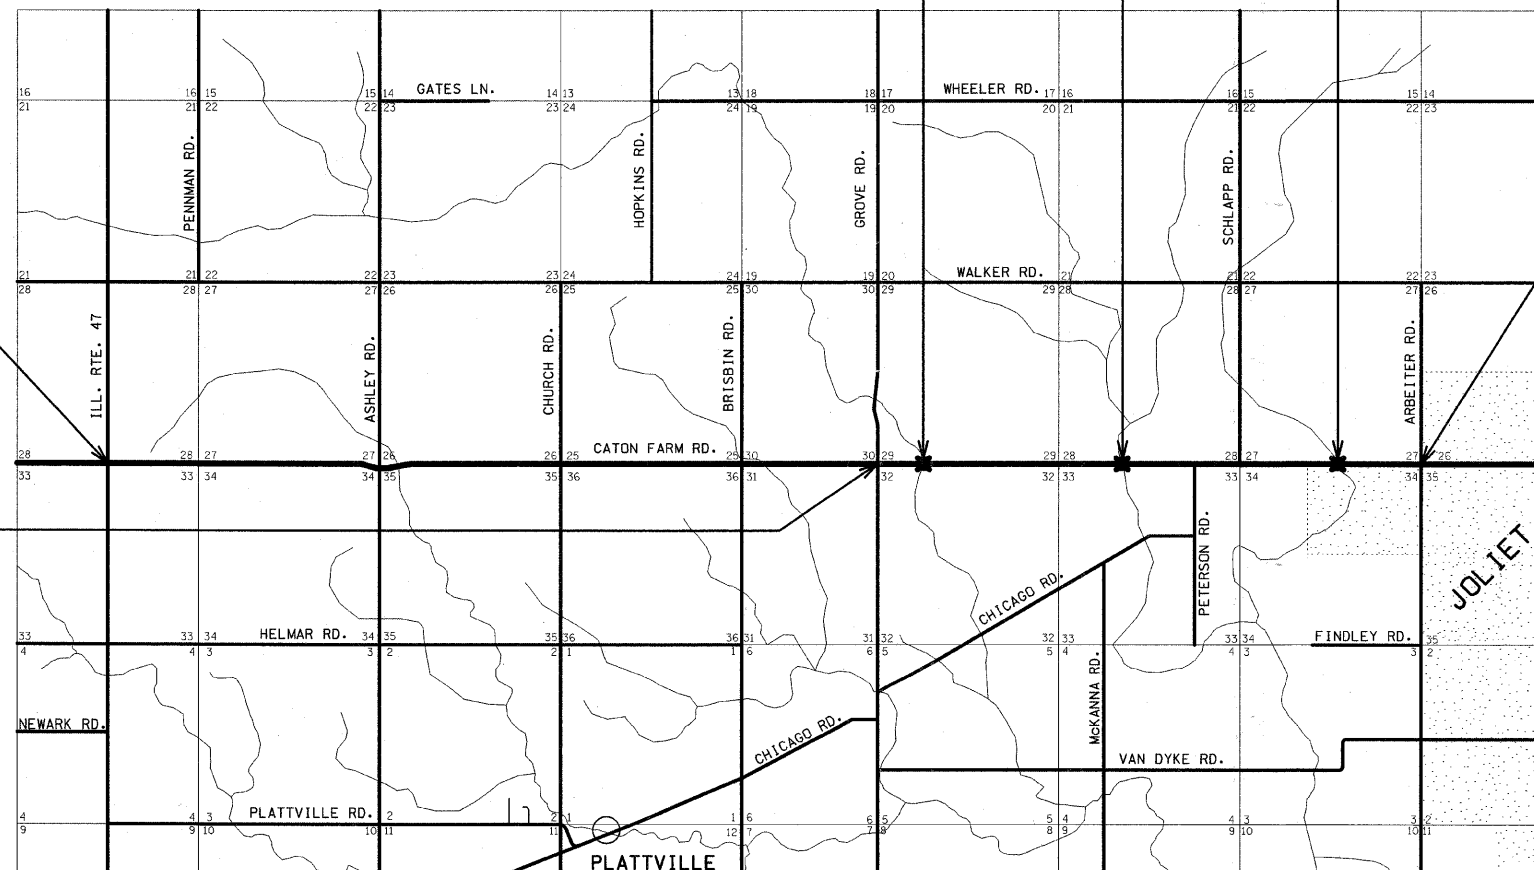 16 16 15 15 14 14 13 13 18 18 17 17 16 16 15 15 14
21 21 22 22 23 23 24 24 19 19 20 20 21 21 22 22 23
GATES LN.
WHEELER RD.
PENNMAN RD.
HOPKINS RD.
GROVE RD.
SCHLAPP RD.
21 21 22 22 23 23 24 24 19 19 20 21 21 22 22 23
28 28 27 27 26 26 25 25 30 30 29 29 28 28 27 27 26
WALKER RD.
ILL. RTE. 47
ASHLEY RD.
CHURCH RD.
BRISBIN RD.
ARBEITER RD.
CATON FARM RD.
28 28 27 27 26 26 25 29 30 30 29 29 28 28 27 27 26
33 33 34 34 35 35 36 36 31 32 32 33 33 34 34 35
PETERSON RD.
JOLIET
CHICAGO RD.
HELMAR RD.
FINDLEY RD.
33 33 34 34 35 35 36 36 31 31 32 32 33 33 34 35
4 4 3 3 2 2 1 1 6 6 5 5 4 4 3 3 2
McKANNA RD.
NEWARK RD.
CHICAGO RD.
VAN DYKE RD.
PLATTVILLE RD.
4 4 3 2 2 1 1 6 6 5 5 4 4 3 3 2
9 9 10 10 11 11 12 7 7 8 8 9 9 10 10 11
PLATTVILLE